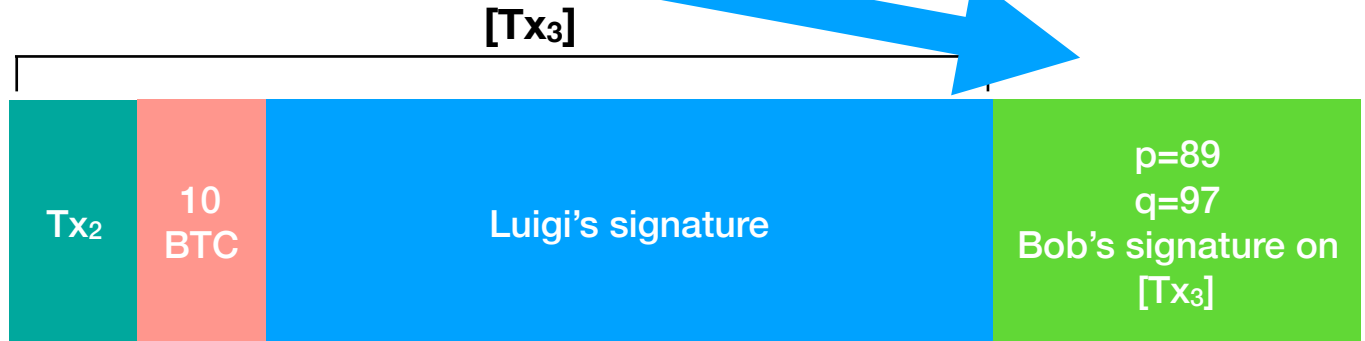 [Tx₃]
Tx₂
10
BTC
Luigi’s signature
p=89
q=97
Bob’s signature on
[Tx₃]